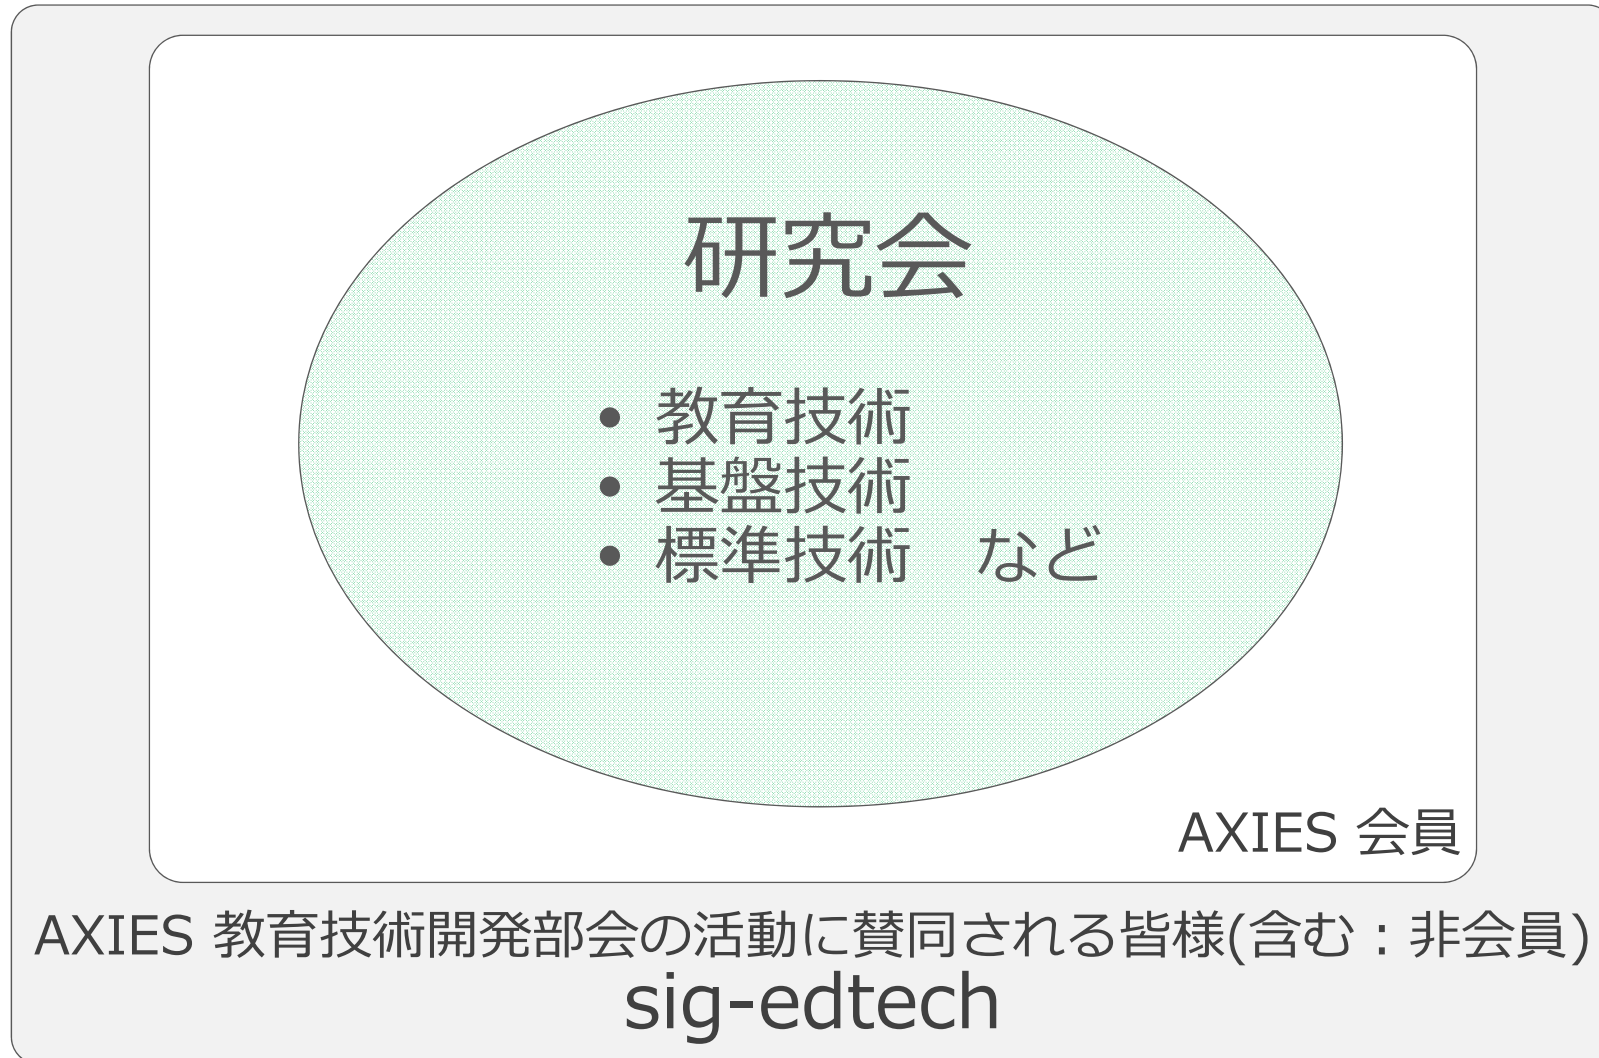 研究会
• 教育技術
• 基盤技術
• 標準技術　など
AXIES 会員
AXIES 教育技術開発部会の活動に賛同される皆様(含む：非会員)
sig-edtech